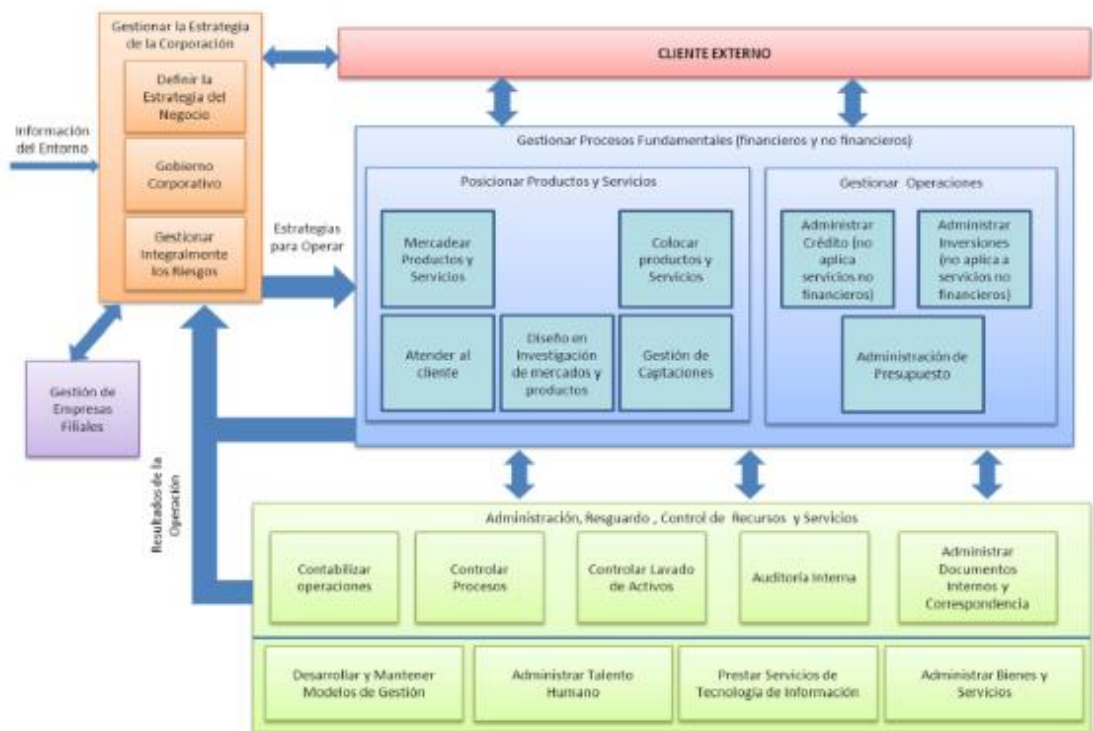 Gestionar la Estrategia
de la Corporación
Definir la
Estrategia del
Negocio
Gobierno
Corporativo
Gestionar
Integralmente
los Riesgos
Información
del Entorno
CLIENTE EXTERNO
Estrategias
para Operar
Gestionar Procesos Fundamentales (financieros y no financieros)
Posicionar Productos y Servicios
Mercadear
Productos y
Servicios
Colocar
productos y
Servicios
Atender al
cliente
Diseño en
Investigación
de mercados y
productos
Gestión de
Captaciones
Gestionar Operaciones
Administrar
Crédito (no
aplica
servicios no
financieros)
Administrar
Inversiones
(no aplica a
servicios no
financieros)
Administración de
Presupuesto
Gestión de
Empresas
Filiales
Resultados de la
Operación
Administración, Resguardo , Control de Recursos y Servicios
Contabilizar
operaciones
Controlar
Procesos
Controlar Lavado
de Activos
Auditoría Interna
Administrar
Documentos
Internos y
Correspondencia
Desarrollar y Mantener
Modelos de Gestión
Administrar Talento
Humano
Prestar Servicios de
Tecnología de Información
Administrar Bienes y
Servicios